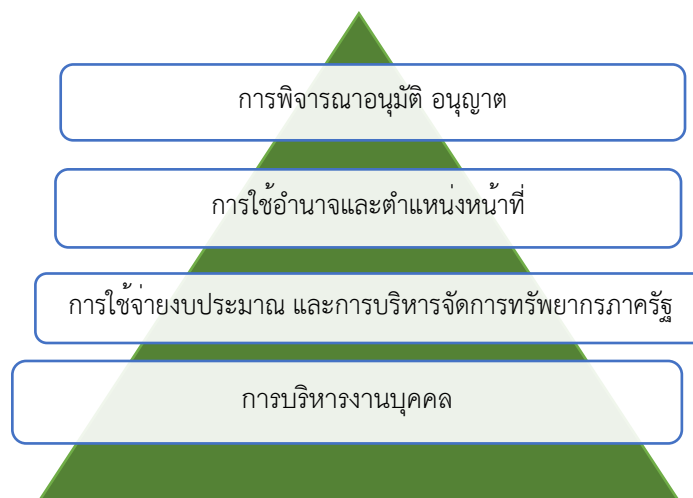 การพิจารณาอนุมัติ อนุญาต
การใช้อำนาจและตำแหน่งหน้าที่
การใช้จ่ายงบประมาณ และการบริหารจัดการทรัพยากรภาครัฐ
การบริหารงานบุคคล